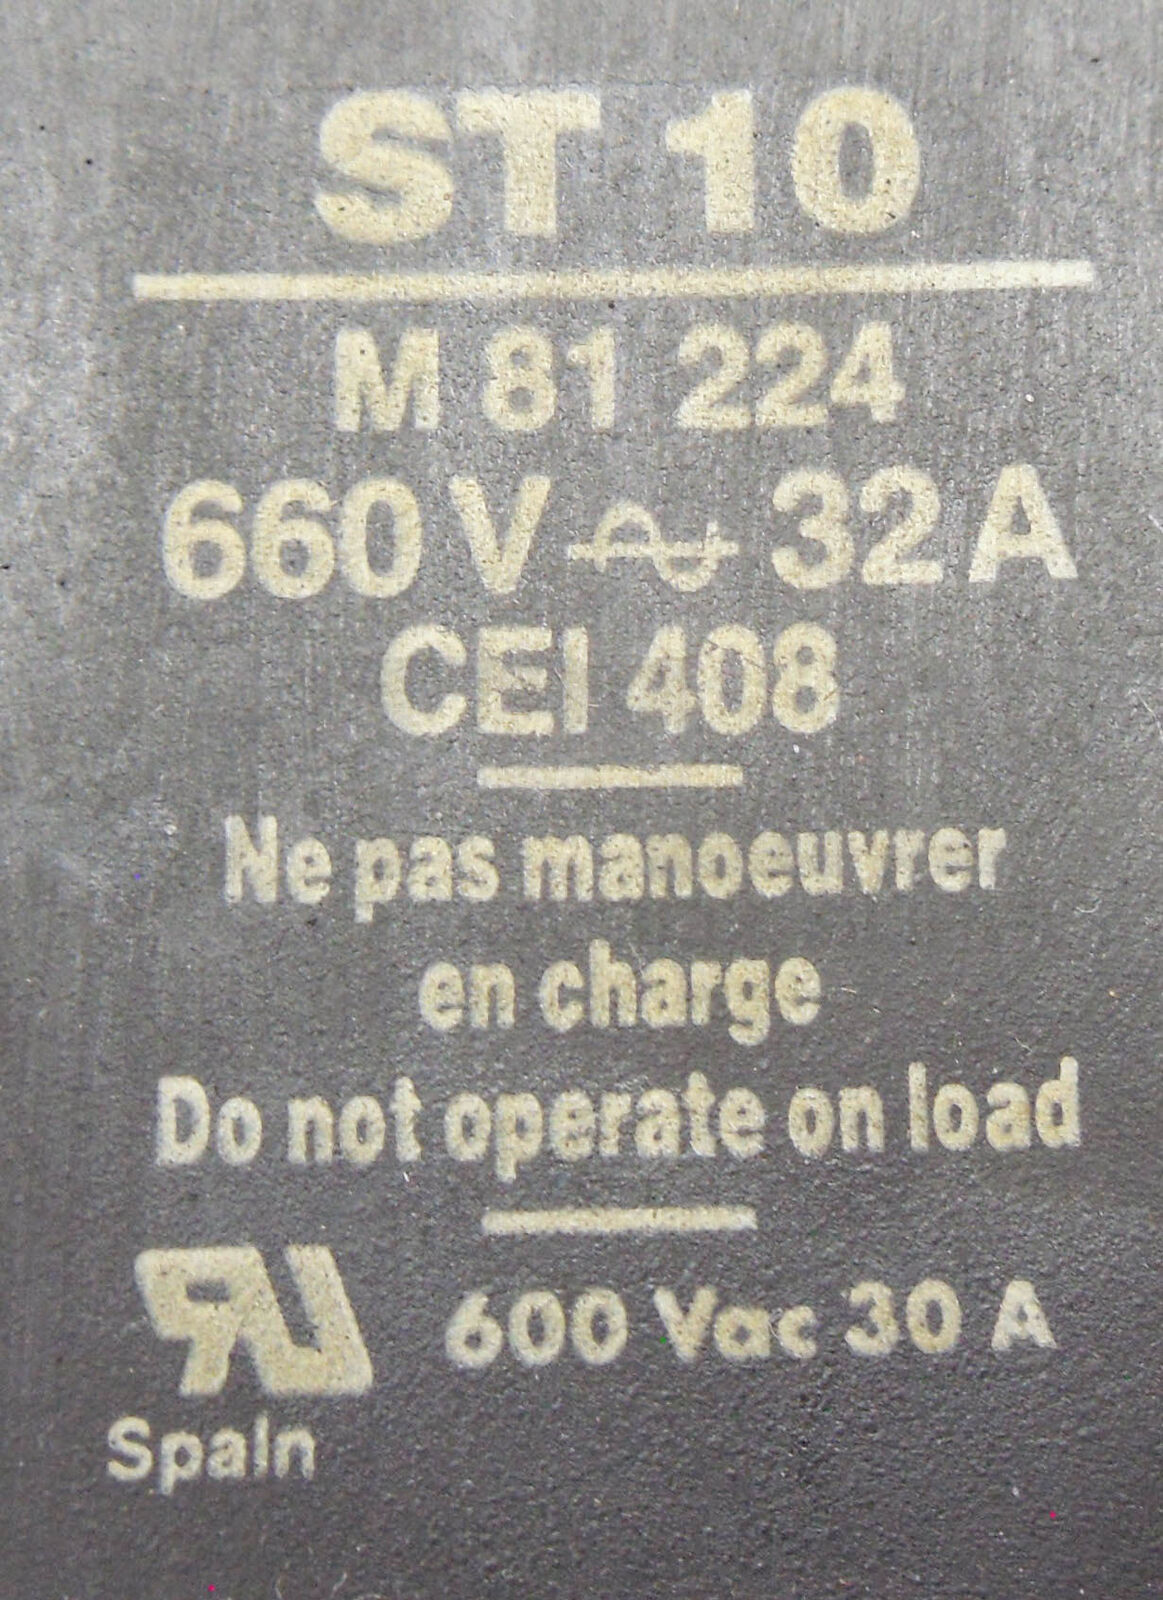 ST 10
M 81 224
660 V ~ 32 A
CEI 408
Ne pas manoeuvrer
en charge
Do not operate on load
RU 600 Vac 30 A
Spain